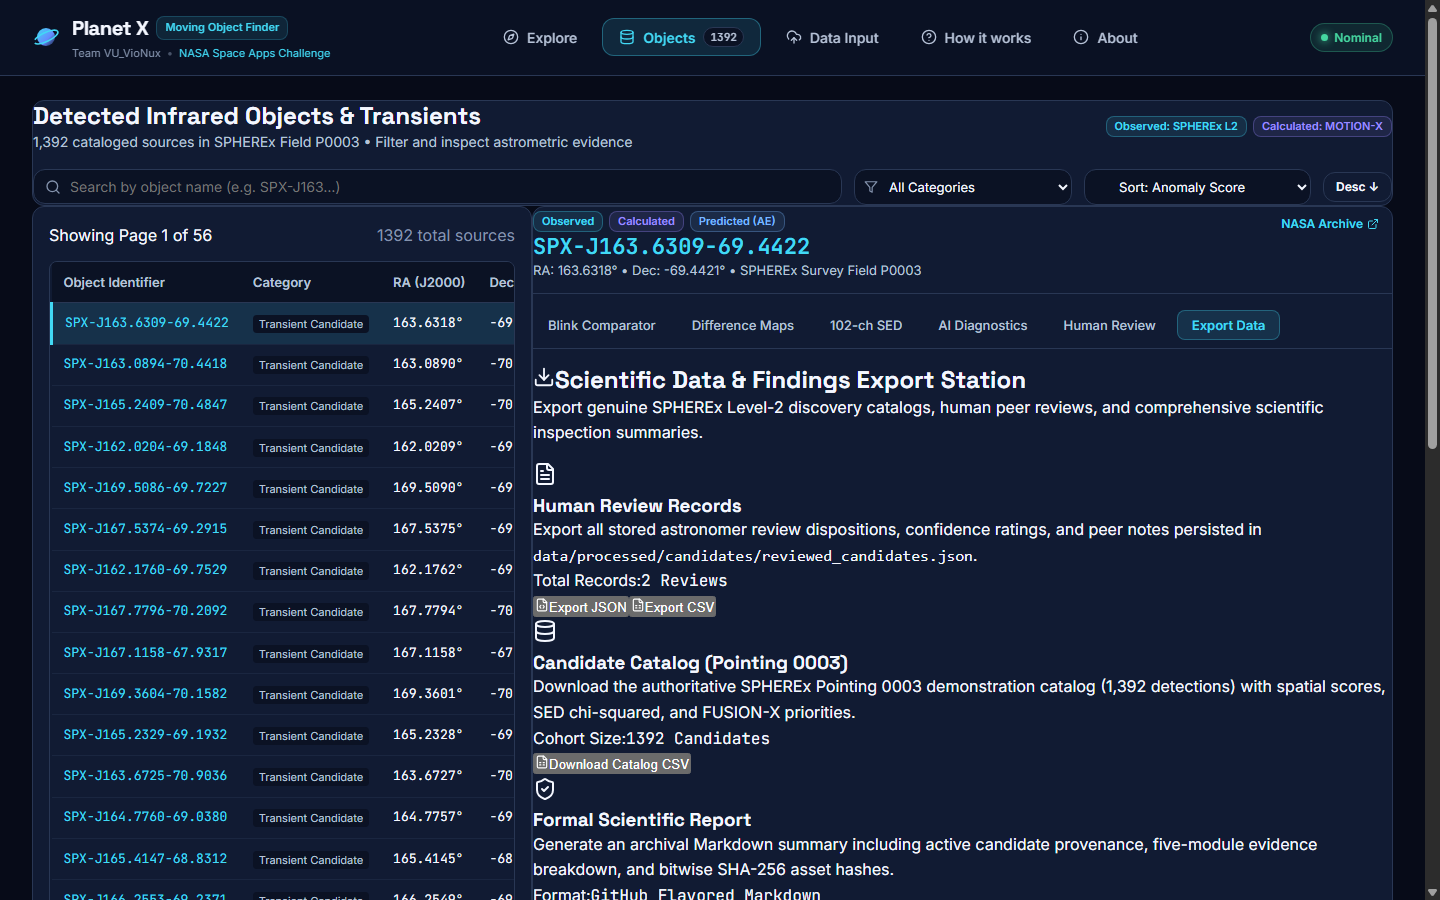 Planet X
Moving Object Finder
Team VU_VioNux • NASA Space Apps Challenge
Explore
Objects 1392
Data Input
How it works
About
Nominal
Detected Infrared Objects & Transients
1,392 cataloged sources in SPHEREx Field P0003 • Filter and inspect astrometric evidence
Observed: SPHEREx L2
Calculated: MOTION-X
Search by object name (e.g. SPX-J163...)
All Categories
Sort: Anomaly Score
Desc ↓
Showing Page 1 of 56
1392 total sources
Object Identifier Category RA (J2000) Dec
SPX-J163.6309-69.4422 Transient Candidate 163.6318° -69
SPX-J163.0894-70.4418 Transient Candidate 163.0890° -70
SPX-J165.2409-70.4847 Transient Candidate 165.2407° -70
SPX-J162.0204-69.1848 Transient Candidate 162.0209° -69
SPX-J169.5086-69.7227 Transient Candidate 169.5090° -69
SPX-J167.5374-69.2915 Transient Candidate 167.5375° -69
SPX-J162.1760-69.7529 Transient Candidate 162.1762° -69
SPX-J167.7796-70.2092 Transient Candidate 167.7794° -70
SPX-J167.1158-67.9317 Transient Candidate 167.1158° -67
SPX-J169.3604-70.1582 Transient Candidate 169.3601° -70
SPX-J165.2329-69.1932 Transient Candidate 165.2328° -69
SPX-J163.6725-70.9036 Transient Candidate 163.6727° -70
SPX-J164.7760-69.0380 Transient Candidate 164.7757° -69
SPX-J165.4147-68.8312 Transient Candidate 165.4145° -68
SPX-J166.2553-69.2371 Transient Candidate 166.2549° -69
Observed
Calculated
Predicted (AE)
NASA Archive
SPX-J163.6309-69.4422
RA: 163.6318° • Dec: -69.4421° • SPHEREx Survey Field P0003
Blink Comparator
Difference Maps
102-ch SED
AI Diagnostics
Human Review
Export Data
Scientific Data & Findings Export Station
Export genuine SPHEREx Level-2 discovery catalogs, human peer reviews, and comprehensive scientific
inspection summaries.
Human Review Records
Export all stored astronomer review dispositions, confidence ratings, and peer notes persisted in
data/processed/candidates/reviewed_candidates.json.
Total Records:2 Reviews
Export JSON Export CSV
Candidate Catalog (Pointing 0003)
Download the authoritative SPHEREx Pointing 0003 demonstration catalog (1,392 detections) with spatial scores,
SED chi-squared, and FUSION-X priorities.
Cohort Size:1392 Candidates
Download Catalog CSV
Formal Scientific Report
Generate an archival Markdown summary including active candidate provenance, five-module evidence
breakdown, and bitwise SHA-256 asset hashes.
Format:GitHub Flavored Markdown